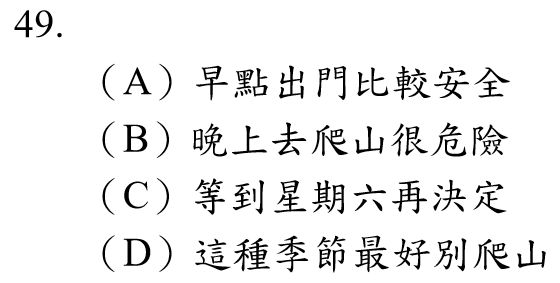 49.
（A）早點出門比較安全
（B）晚上去爬山很危險
（C）等到星期六再決定
（D）這種季節最好別爬山